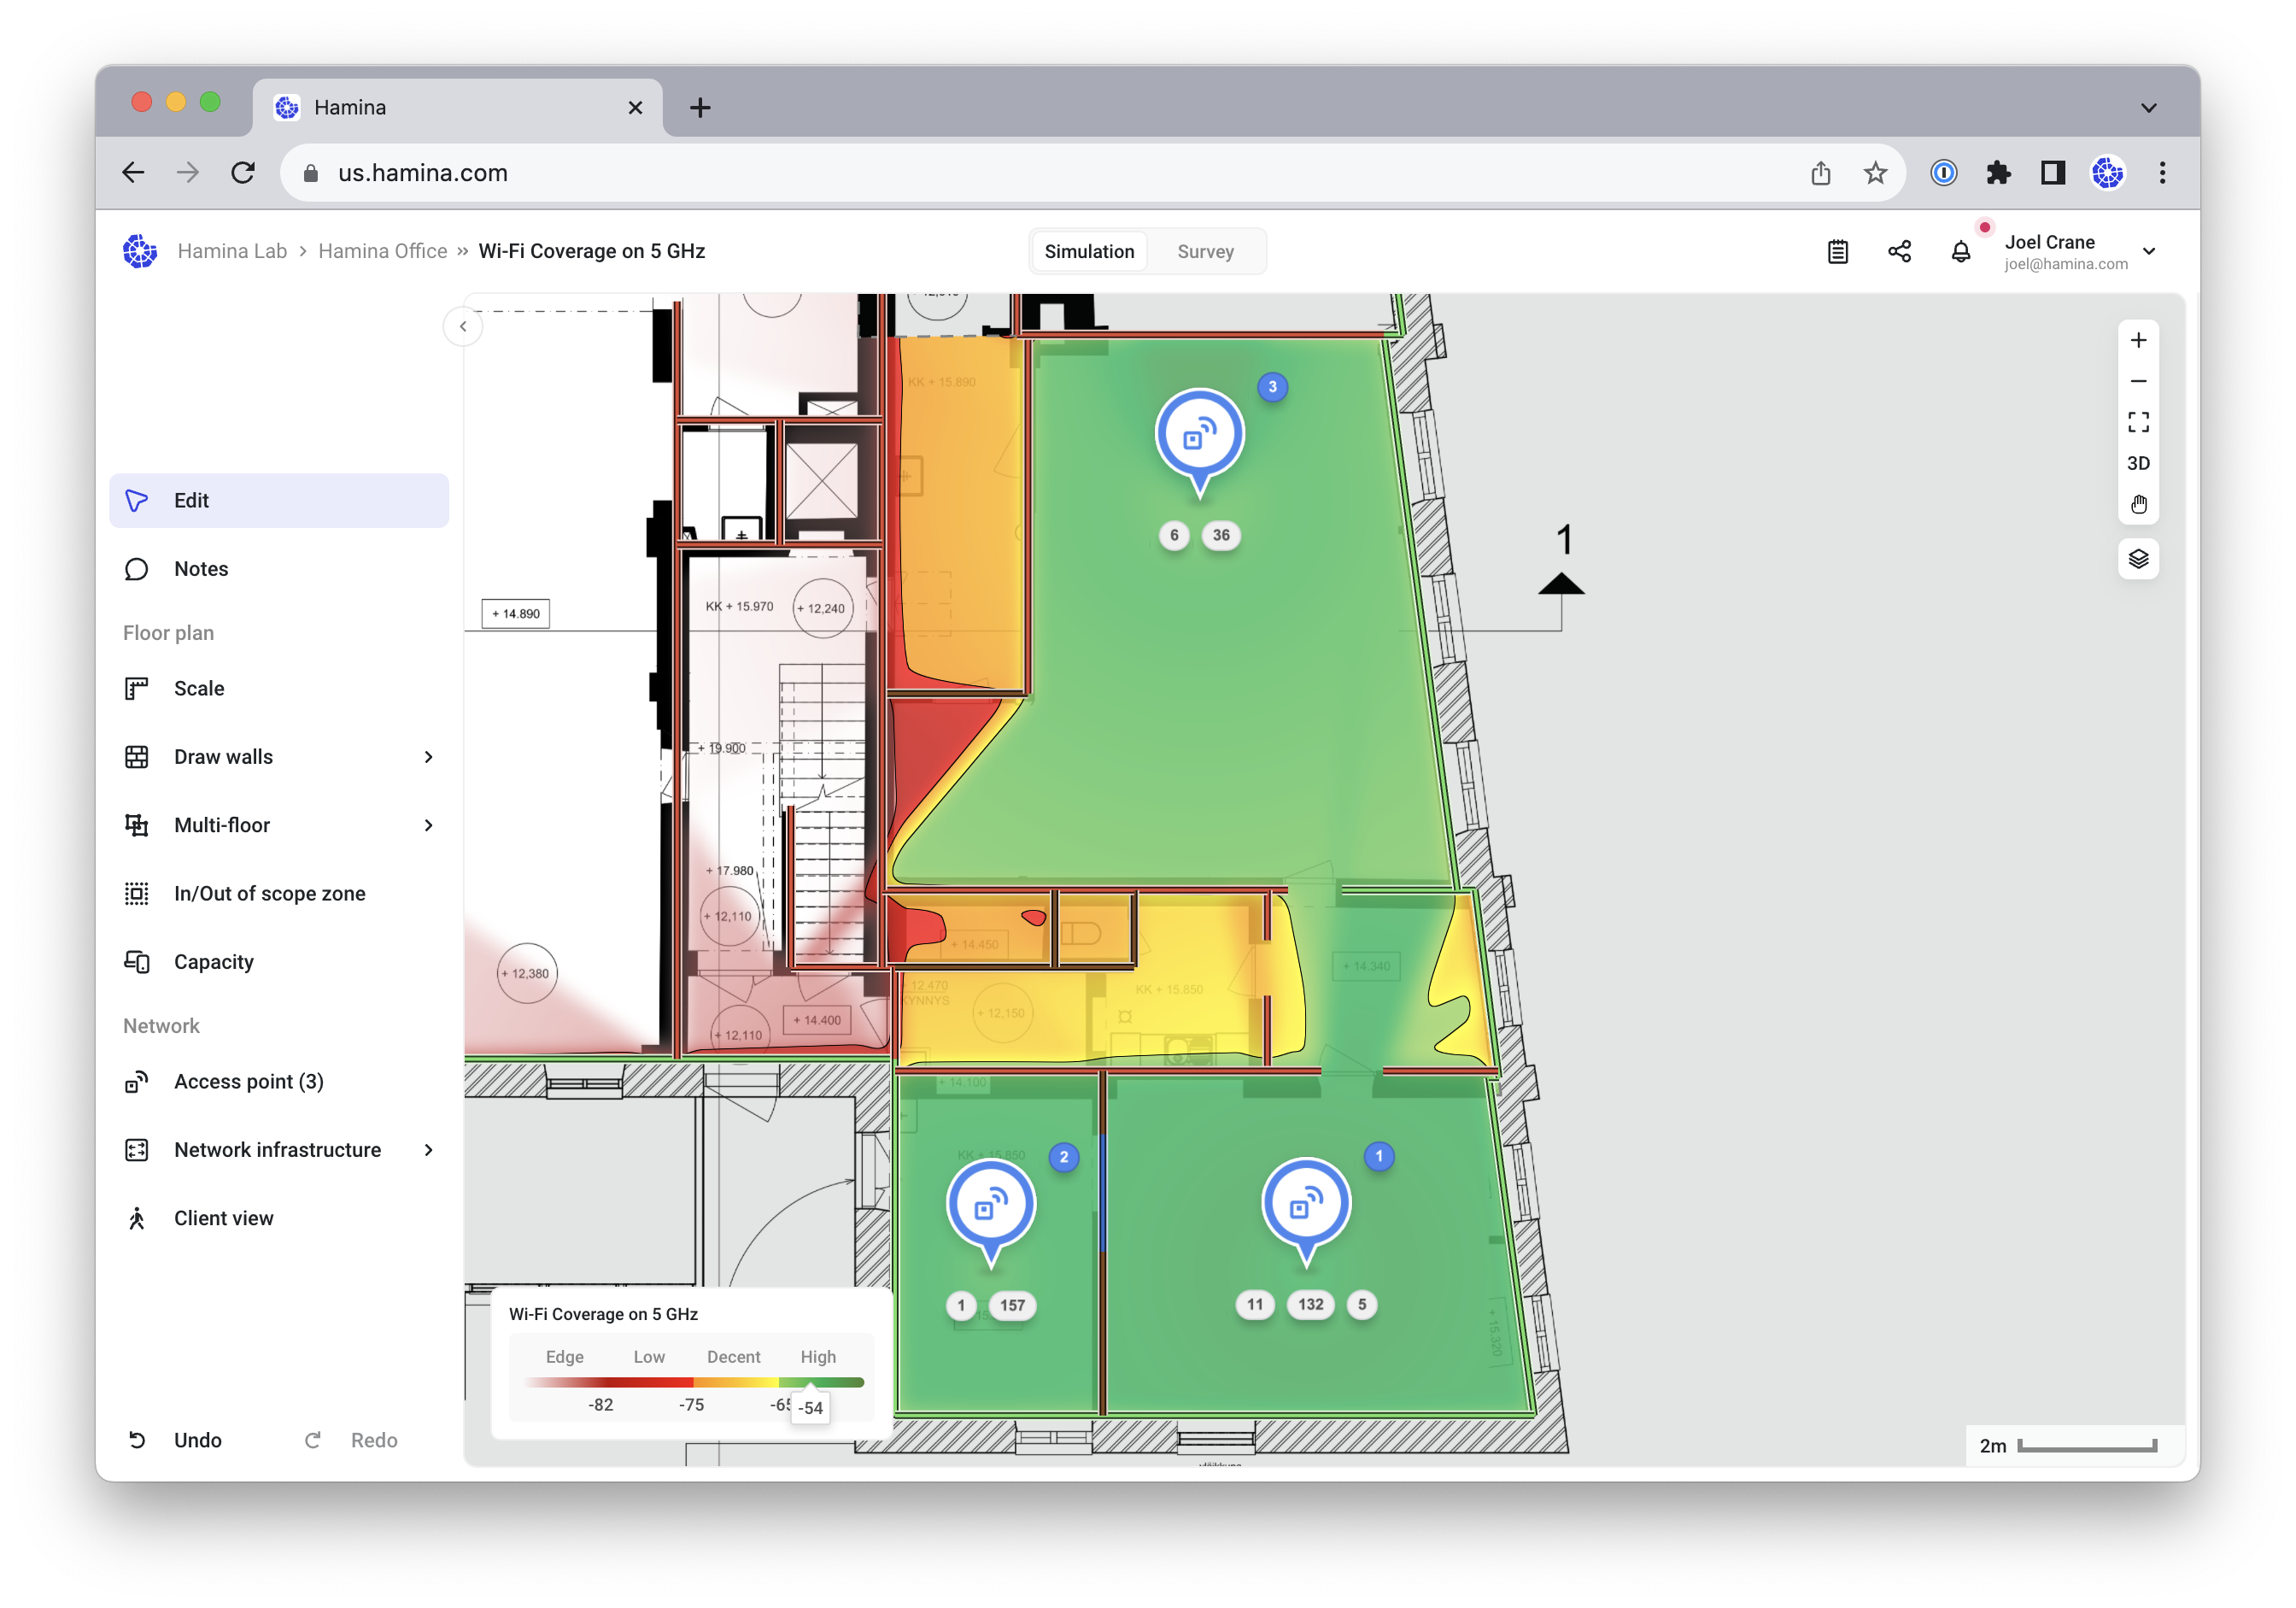 Hamina
us.hamina.com
Hamina Lab › Hamina Office » Wi-Fi Coverage on 5 GHz
Simulation
Survey
Joel Crane
joel@hamina.com
Edit
Notes
Floor plan
Scale
Draw walls
Multi-floor
In/Out of scope zone
Capacity
Network
Access point (3)
Network infrastructure
Client view
Undo
Redo
3D
KK + 15.890
3
6
36
1
+ 14.890
KK + 15.970
+ 12,240
+ 19.900
+ 17.980
+ 12,110
+ 14.450
+ 14.340
+ 12,380
+ 12.470
KYNNYS
+ 12,150
KK + 15.850
+ 14.400
+ 12,110
+ 14.100
KK + 15.850
2
1
1
157
11
132
5
Wi-Fi Coverage on 5 GHz
Edge
Low
Decent
High
-82
-75
-65
-54
2m